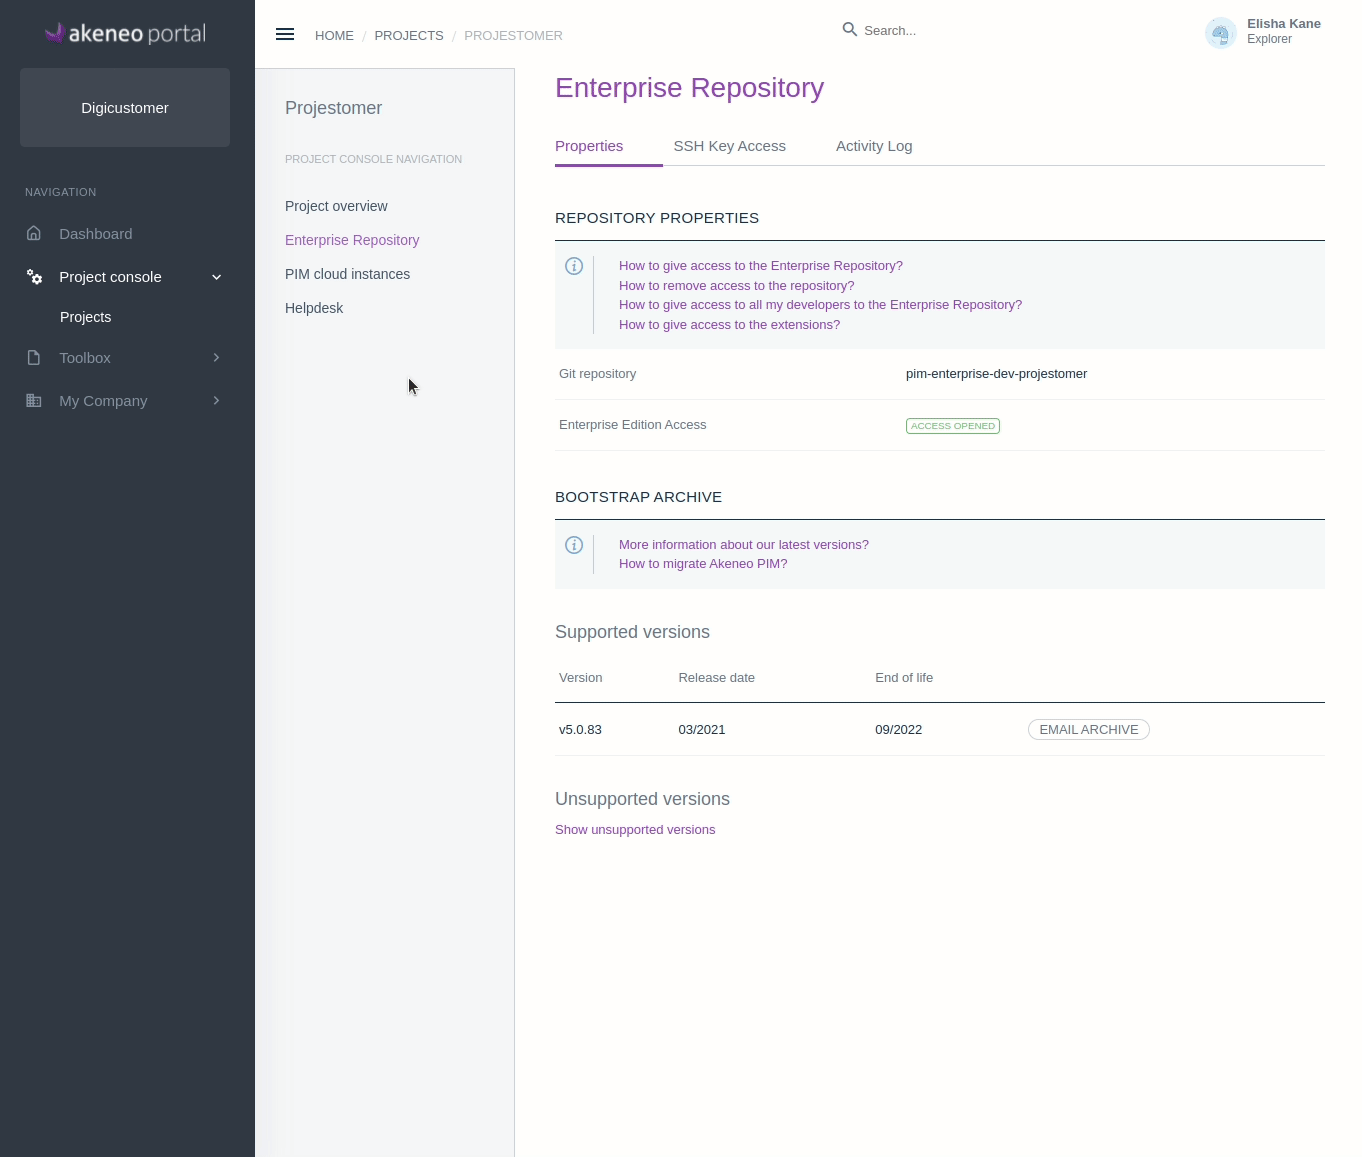 akeneo portal
Digicustomer
NAVIGATION
Dashboard
Project console
Projects
Toolbox
My Company
HOME / PROJECTS / PROJESTOMER
Search...
Elisha Kane
Explorer
Projestomer
PROJECT CONSOLE NAVIGATION
Project overview
Enterprise Repository
PIM cloud instances
Helpdesk
Enterprise Repository
Properties SSH Key Access Activity Log
REPOSITORY PROPERTIES
How to give access to the Enterprise Repository?
How to remove access to the repository?
How to give access to all my developers to the Enterprise Repository?
How to give access to the extensions?
Git repository pim-enterprise-dev-projestomer
Enterprise Edition Access ACCESS OPENED
BOOTSTRAP ARCHIVE
More information about our latest versions?
How to migrate Akeneo PIM?
Supported versions
Version Release date End of life
v5.0.83 03/2021 09/2022 EMAIL ARCHIVE
Unsupported versions
Show unsupported versions